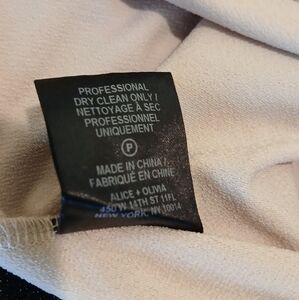 PROFESSIONAL
DRY CLEAN ONLY /
NETTOYAGE À SEC
PROFESSIONNEL
UNIQUEMENT
P
MADE IN CHINA /
FABRIQUÉ EN CHINE
ALICE + OLIVIA
450 W 14TH ST 11FL
NEW YORK, NY 10014